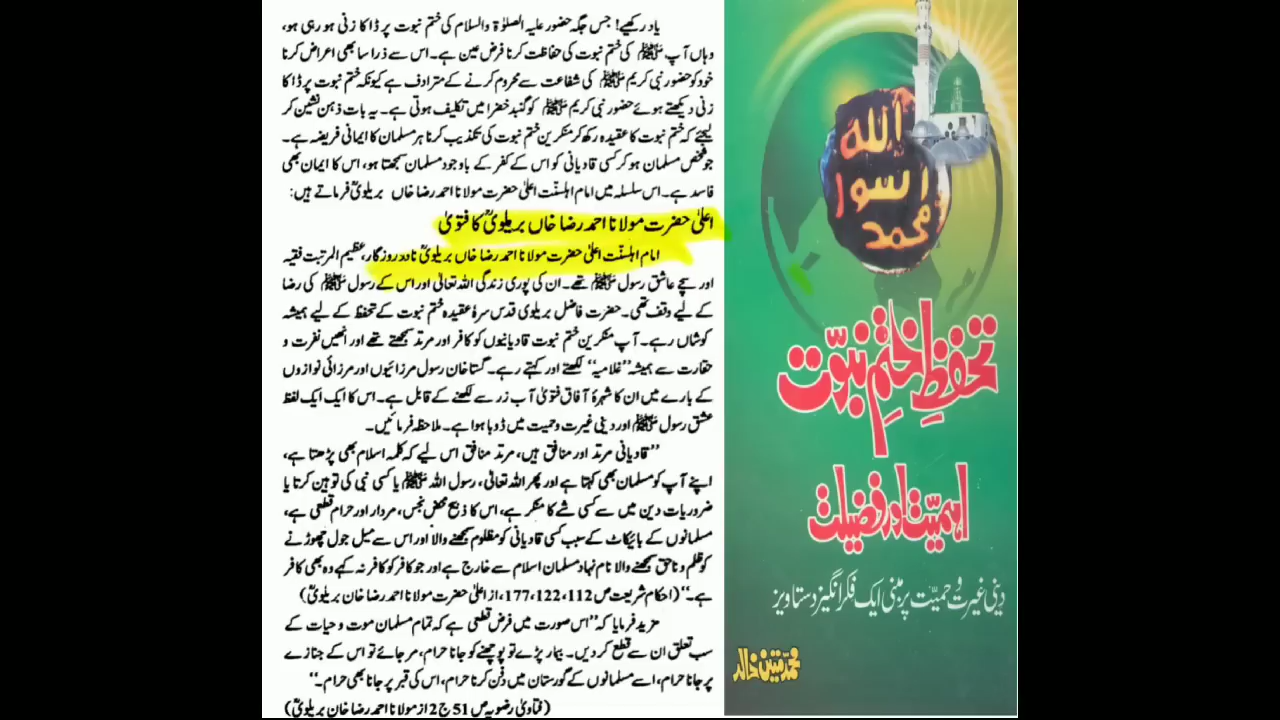 یاد رکھیے! جس جگہ حضور علیہ الصلوٰۃ والسلام کی ختم نبوت پر ڈاکا زنی ہو رہی ہو،
وہاں آپ ﷺ کی ختم نبوت کی حفاظت کرنا فرض عین ہے۔ اس سے ذرا سا بھی اعراض کرنا
خود کو حضور نبی کریم ﷺ کی شفاعت سے محروم کرنے کے مترادف ہے کیونکہ ختم نبوت پر ڈاکا
زنی دیکھتے ہوئے حضور نبی کریم ﷺ کو گنبد خضرا میں تکلیف ہوتی ہے۔ یہ بات ذہن نشین کر
لیجئے کہ ختم نبوت کا عقیدہ رکھ کر منکرین ختم نبوت کی تکذیب کرنا ہر مسلمان کا ایمانی فریضہ ہے۔
جو شخص مسلمان ہو کر کسی قادیانی کو اس کے کفر کے باوجود مسلمان سمجھتا ہو، اس کا ایمان بھی
فاسد ہے۔ اس سلسلہ میں امام اہلسنّت اعلیٰ حضرت مولانا احمد رضا خاں بریلویؒ فرماتے ہیں:
اعلیٰ حضرت مولانا احمد رضا خاں بریلویؒ کا فتویٰ
امام اہلسنّت اعلیٰ حضرت مولانا احمد رضا خاں بریلویؒ نادر روزگار، عظیم المرتبت فقیہ
اور سچے عاشق رسول ﷺ تھے۔ ان کی پوری زندگی اللہ تعالیٰ اور اس کے رسول ﷺ کی رضا
کے لیے وقف تھی۔ حضرت فاضل بریلوی قدس سرہٗ عقیدہ ختم نبوت کے تحفظ کے لیے ہمیشہ
کوشاں رہے۔ آپ منکرین ختم نبوت قادیانیوں کو کافر اور مرتد سمجھتے تھے اور انھیں نفرت و
حقارت سے ہمیشہ ”غلامیہ“ لکھتے اور کہتے رہے۔ گستاخان رسول مرزائیوں اور مرزائی نوازوں
کے بارے میں ان کا شہرۂ آفاق فتویٰ آب زر سے لکھنے کے قابل ہے۔ اس کا ایک ایک لفظ
عشق رسول ﷺ اور دینی غیرت و حمیت میں ڈوبا ہوا ہے۔ ملاحظہ فرمائیں۔
”قادیانی مرتد اور منافق ہیں، مرتد منافق اس لیے کہ کلمہ اسلام بھی پڑھتا ہے،
اپنے آپ کو مسلمان بھی کہتا ہے اور پھر اللہ تعالیٰ، رسول اللہ ﷺ یا کسی نبی کی توہین کرتا یا
ضروریات دین میں سے کسی شے کا منکر ہے، اس کا ذبیح محض نجس، مردار اور حرام قطعی ہے،
مسلمانوں کے بائیکاٹ کے سبب کسی قادیانی کو مظلوم سمجھنے والا اور اس سے میل جول چھوڑنے
کو ظلم و ناحق سمجھنے والا نام نہاد مسلمان اسلام سے خارج ہے اور جو کافر کو کافر نہ کہے وہ بھی کافر
ہے۔“ (احکام شریعت ص 112، 122، 177، از اعلیٰ حضرت مولانا احمد رضا خان بریلویؒ)
مزید فرمایا کہ ”اس صورت میں فرض قطعی ہے کہ تمام مسلمان موت و حیات کے
سب تعلق ان سے قطع کر دیں۔ بیمار پڑے تو پوچھنے کو جانا حرام، مر جائے تو اس کے جنازے
پر جانا حرام، اسے مسلمانوں کے گورستان میں دفن کرنا حرام، اس کی قبر پر جانا بھی حرام۔“
(فتاویٰ رضویہ ص 51 ج 2 از مولانا احمد رضا خان بریلویؒ)
الله
رسول
محمد
تحفظِ ختمِ نبوّت
اہمیّت اور فضیلت
دینی غیرت و حمیّت پر مبنی ایک فکر انگیز دستاویز
محمد متین خالد